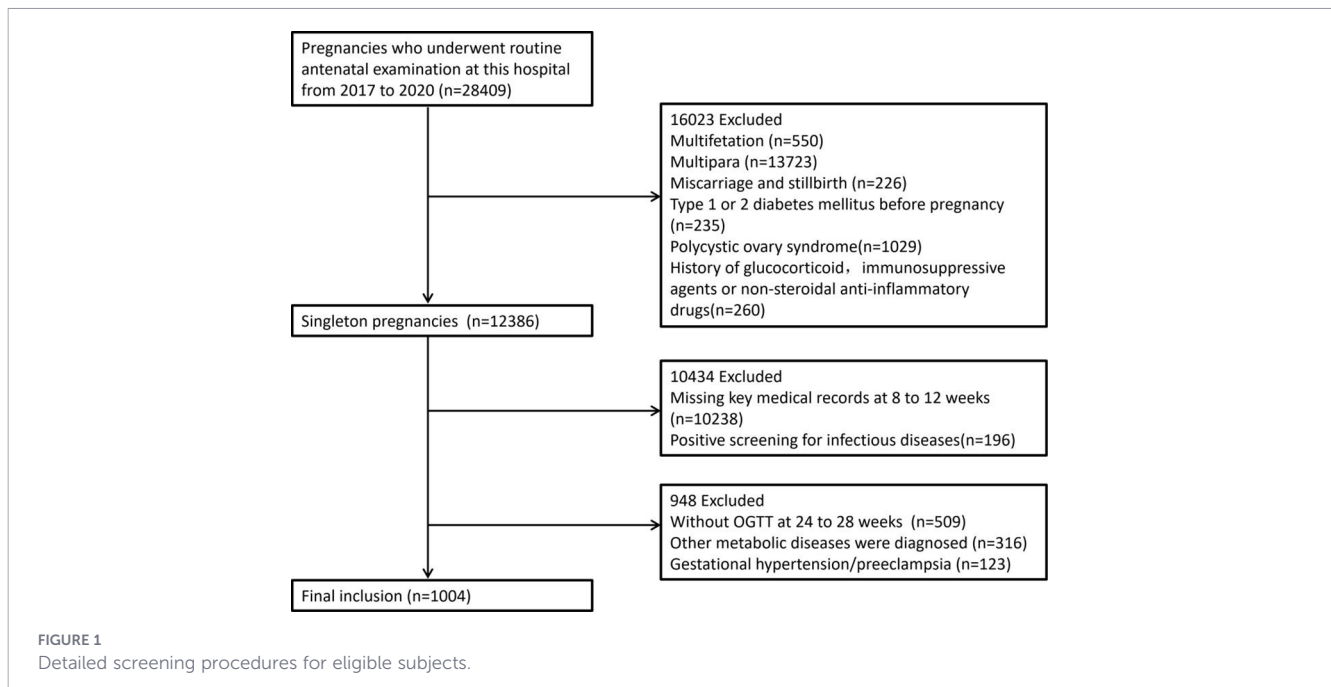 Pregnancies who underwent routine
antenatal examination at this hospital
from 2017 to 2020 (n=28409)
16023 Excluded
Multifetation (n=550)
Multipara (n=13723)
Miscarriage and stillbirth (n=226)
Type 1 or 2 diabetes mellitus before pregnancy
(n=235)
Polycystic ovary syndrome(n=1029)
History of glucocorticoid，immunosuppressive
agents or non-steroidal anti-inflammatory
drugs(n=260)
Singleton pregnancies (n=12386)
10434 Excluded
Missing key medical records at 8 to 12 weeks
(n=10238)
Positive screening for infectious diseases(n=196)
948 Excluded
Without OGTT at 24 to 28 weeks (n=509)
Other metabolic diseases were diagnosed (n=316)
Gestational hypertension/preeclampsia (n=123)
Final inclusion (n=1004)
FIGURE 1
Detailed screening procedures for eligible subjects.